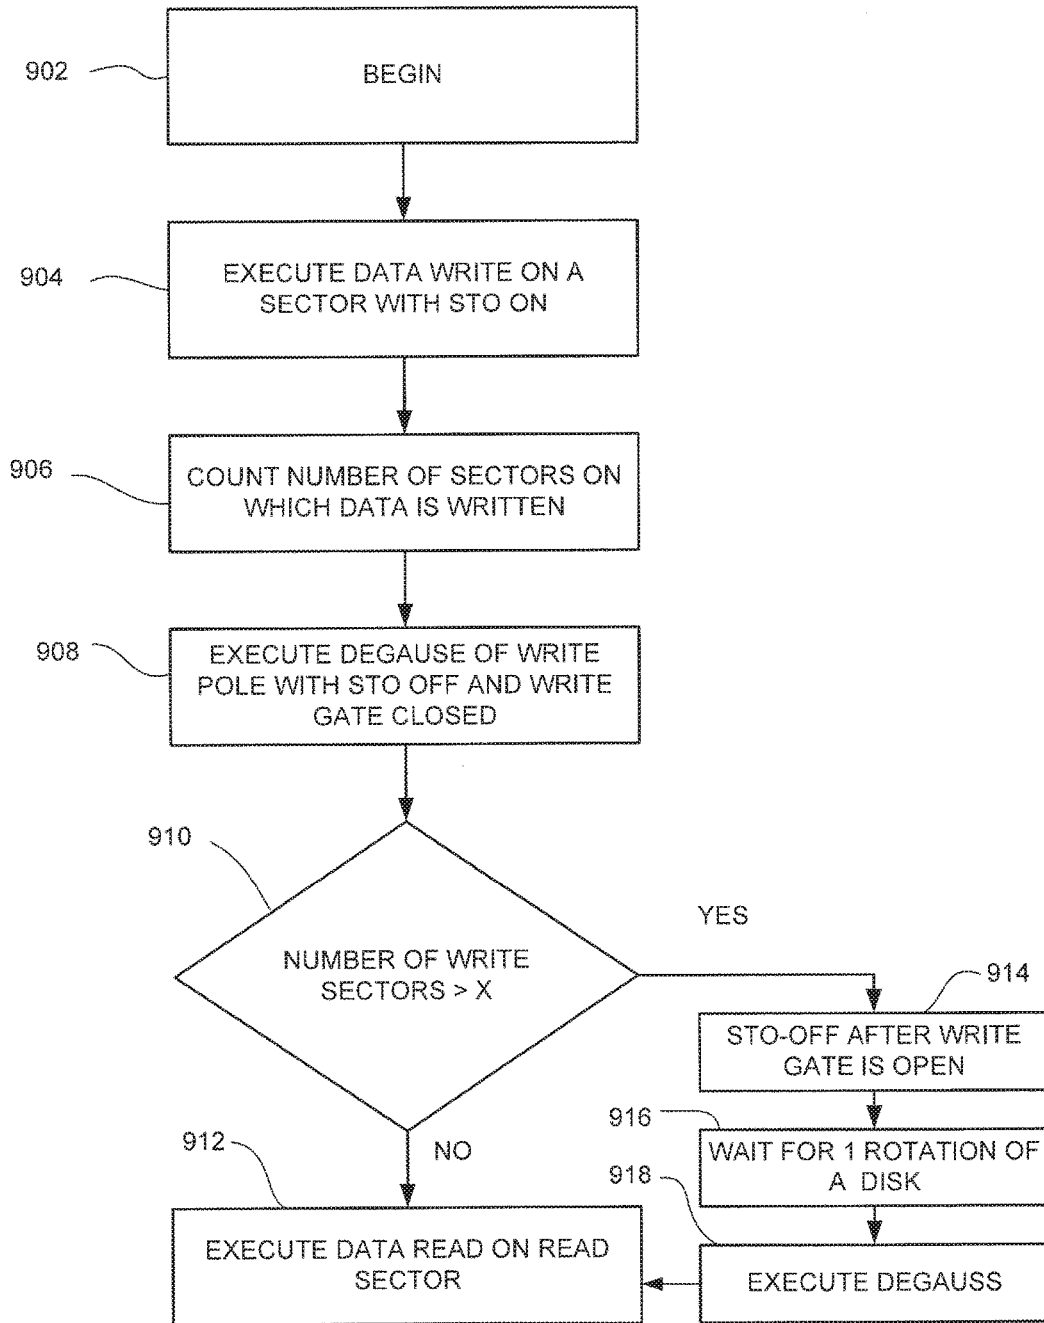 902
BEGIN
904
EXECUTE DATA WRITE ON A
SECTOR WITH STO ON
906
COUNT NUMBER OF SECTORS ON
WHICH DATA IS WRITTEN
908
EXECUTE DEGAUSE OF WRITE
POLE WITH STO OFF AND WRITE
GATE CLOSED
910
NUMBER OF WRITE
SECTORS > X
YES
914
STO-OFF AFTER WRITE
GATE IS OPEN
916
WAIT FOR 1 ROTATION OF
A DISK
918
EXECUTE DEGAUSS
NO
912
EXECUTE DATA READ ON READ
SECTOR